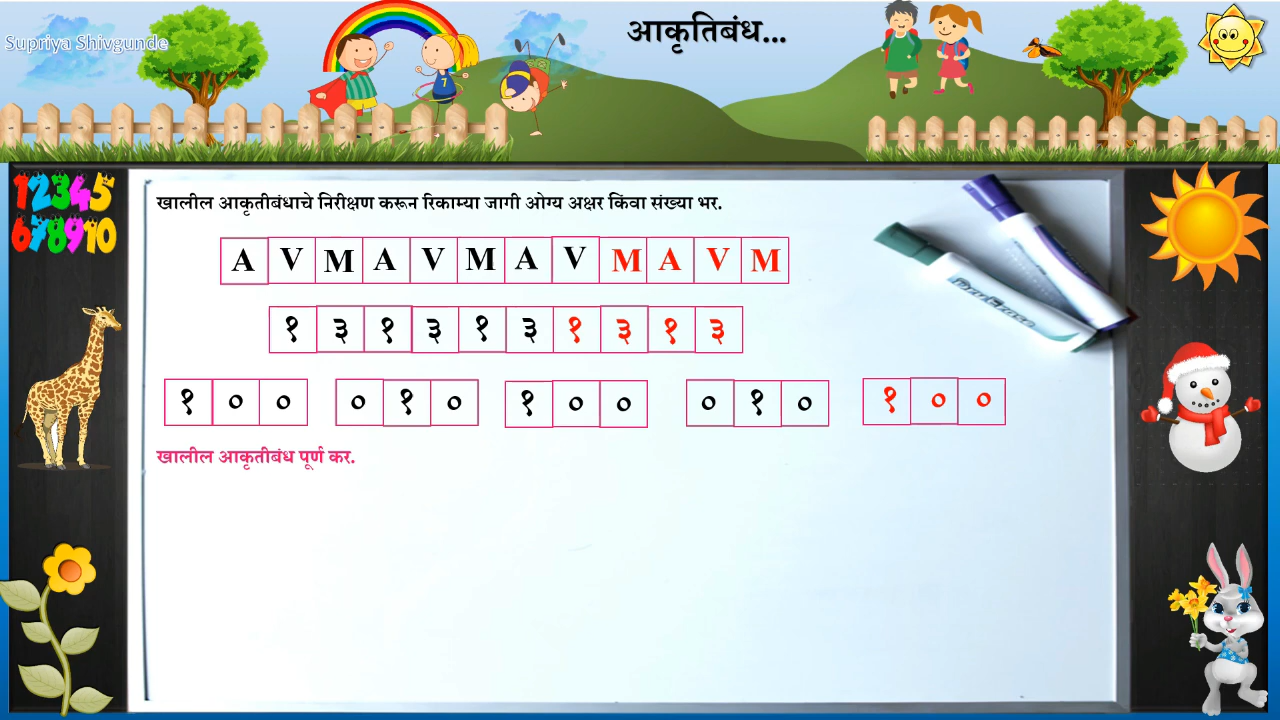 Supriya Shivgunde
आकृतिबंध...
12345
678910
खालील आकृतीबंधाचे निरीक्षण करून रिकाम्या जागी ओग्य अक्षर किंवा संख्या भर.
A V M A V M A V M A V M
१ ३ १ ३ १ ३ १ ३ १ ३
१ ० ० ० १ ० १ ० ० ० १ ० १ ० ०
खालील आकृतीबंध पूर्ण कर.
7